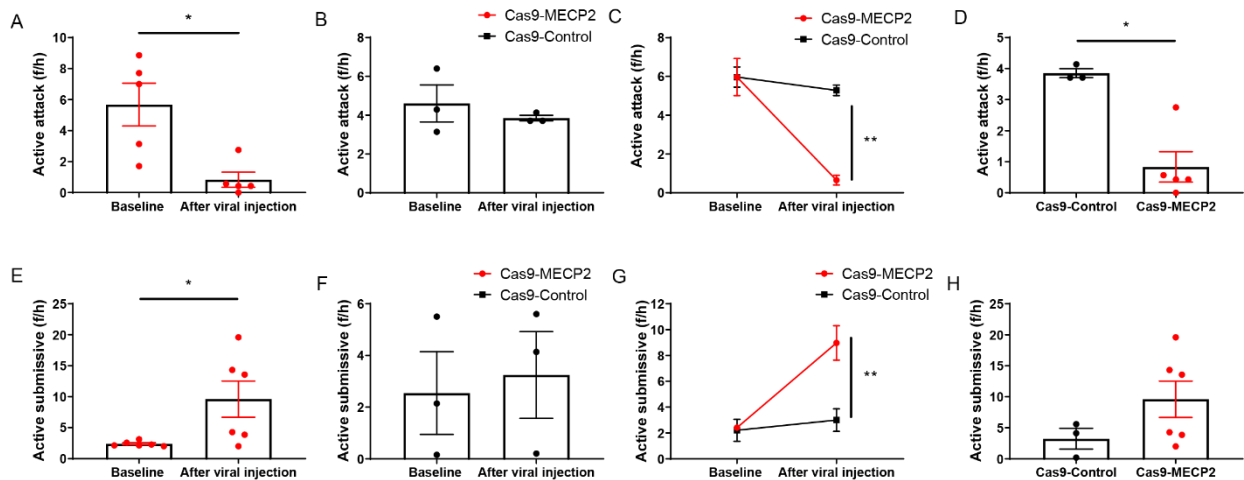 A
*
Active attack (f/h)
10
8
6
4
2
0
Baseline
After viral injection
B
Cas9-MECP2
Cas9-Control
Active attack (f/h)
10
8
6
4
2
0
Baseline
After viral injection
C
Cas9-MECP2
Cas9-Control
Active attack (f/h)
8
6
4
2
0
**
Baseline
After viral injection
D
*
Active attack (f/h)
5
4
3
2
1
0
Cas9-Control
Cas9-MECP2
E
*
Active submissive (f/h)
25
20
15
10
5
0
Baseline
After viral injection
F
Cas9-MECP2
Cas9-Control
Active submissive (f/h)
6
4
2
0
Baseline
After viral injection
G
Cas9-MECP2
Cas9-Control
Active submissive (f/h)
12
10
8
6
4
2
0
**
Baseline
After viral injection
H
Active submissive (f/h)
25
20
15
10
5
0
Cas9-Control
Cas9-MECP2